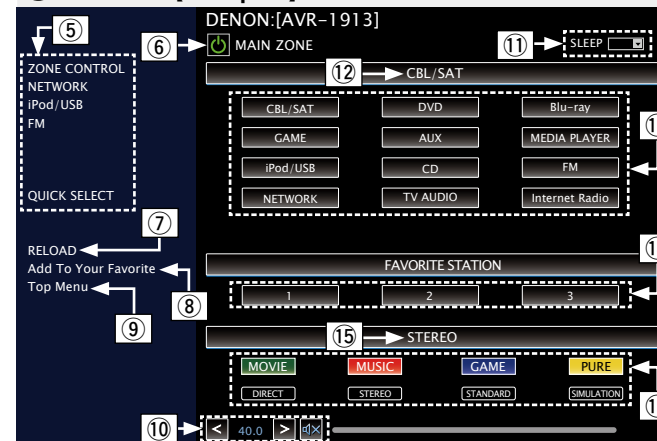 DENON:[AVR-1913]
⑤
⑥ MAIN ZONE
⑪ SLEEP
ZONE CONTROL
NETWORK
iPod/USB
FM
QUICK SELECT
⑦
RELOAD
Add To Your Favorite
⑧
Top Menu
⑨
⑫ CBL/SAT
CBL/SAT DVD Blu-ray
GAME AUX MEDIA PLAYER
iPod/USB CD FM
NETWORK TV AUDIO Internet Radio
FAVORITE STATION
1 2 3
⑮ STEREO
MOVIE MUSIC GAME PURE
DIRECT STEREO STANDARD SIMULATION
⑩ < 40.0 >